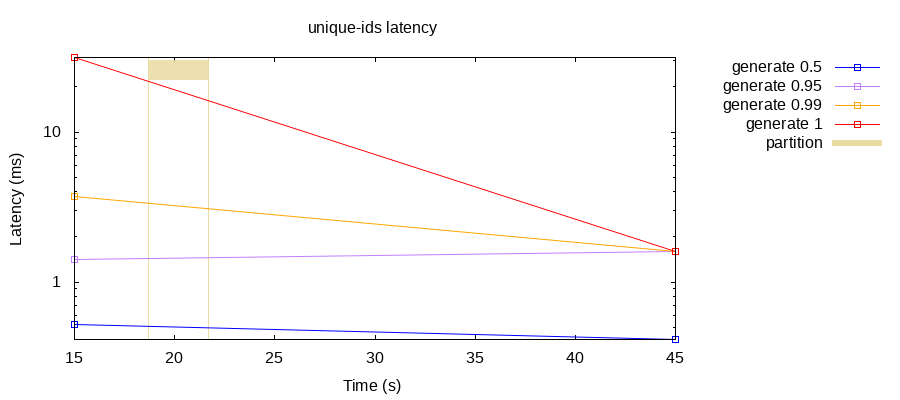 unique-ids latency
generate 0.5
generate 0.95
generate 0.99
generate 1
partition
10
1
Latency (ms)
15 20 25 30 35 40 45
Time (s)